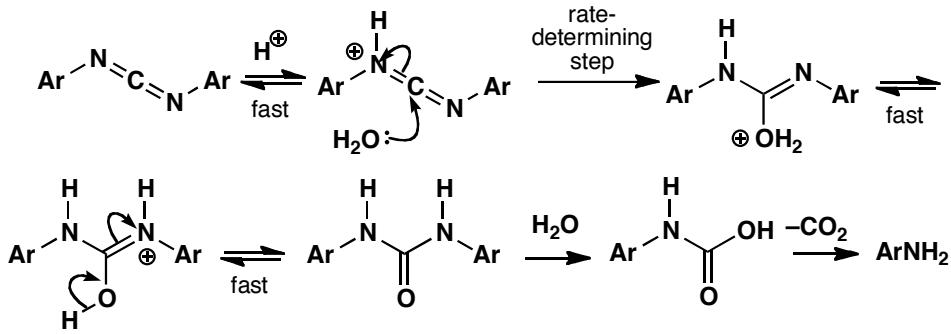 Ar N=C=N Ar
H⊕
fast
H
⊕
Ar N=C=N Ar
H₂O:
rate-
determining
step
H
Ar N N Ar
⊕ OH₂
fast
H H
Ar N N Ar
⊕
O
H
fast
H H
Ar N N Ar
O
H₂O
H
Ar N OH
O
–CO₂
ArNH₂